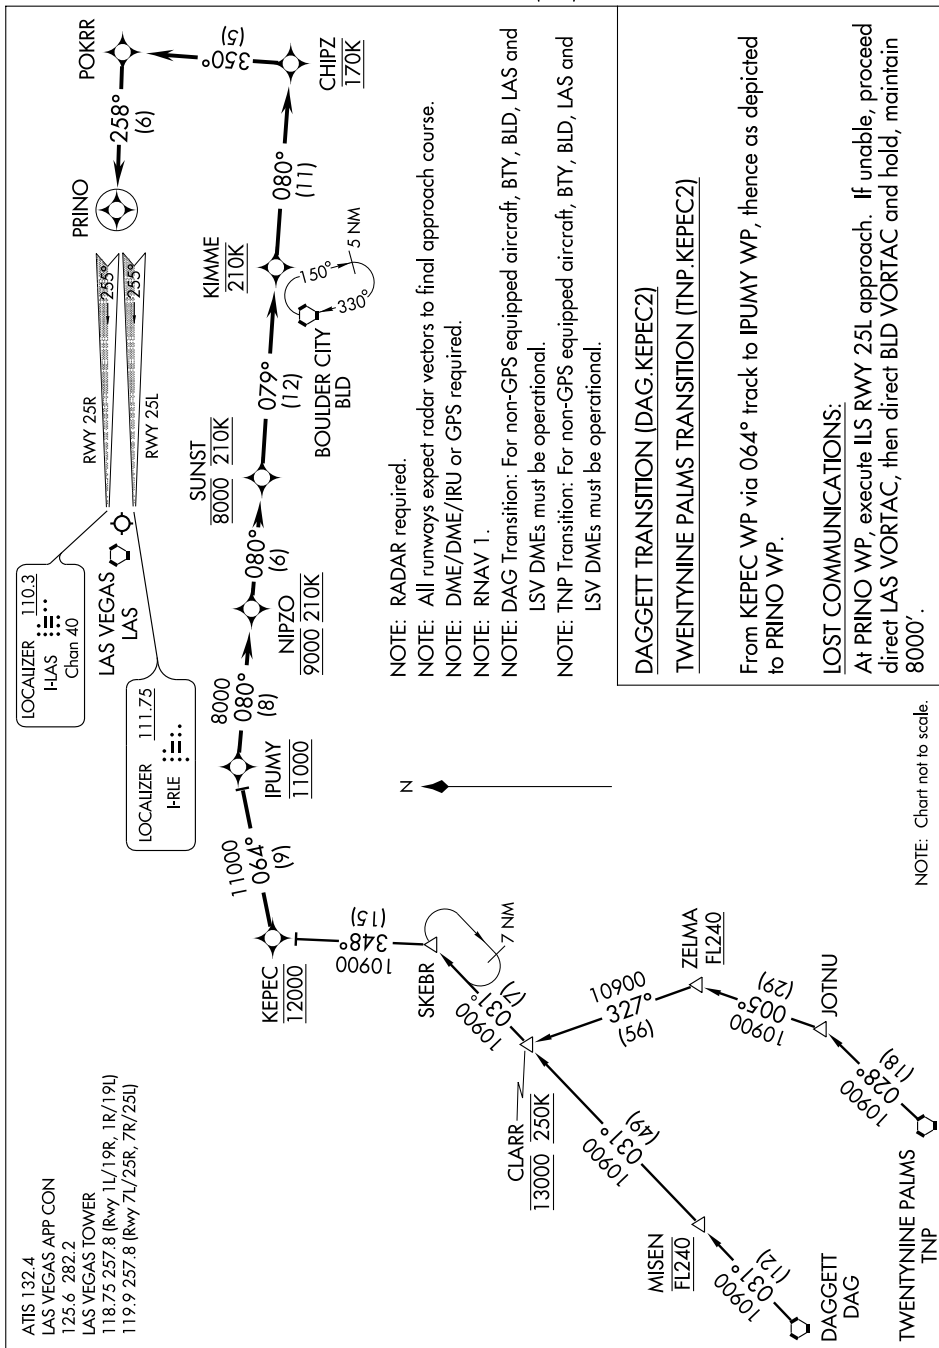 ATIS 132.4
LAS VEGAS APP CON
125.6 282.2
LAS VEGAS TOWER
118.75 257.8 (Rwy 1L/19R, 1R/19L)
119.9 257.8 (Rwy 7L/25R, 7R/25L)
LOCALIZER 110.3
I-LAS
Chan 40
LOCALIZER 111.75
I-RLE
LAS VEGAS
LAS
RWY 25R
255°
RWY 25L
255°
PRINO
258°
(6)
POKRR
350°
(5)
CHIPZ
170K
080°
(11)
KIMME
210K
150°
330°
5 NM
BOULDER CITY
BLD
079°
(12)
SUNST
8000 210K
080°
(6)
NIPZO
9000 210K
8000
080°
(8)
IPUMY
11000
11000
064°
(9)
KEPEC
12000
348°
10900
(15)
SKEBR
7 NM
10900
031°
(7)
CLARR
13000 250K
10900
327°
(56)
ZELMA
FL240
005°
10900
(29)
JOTNU
10900
028°
(18)
TWENTYNINE PALMS
TNP
031°
10900
(49)
MISEN
FL240
10900
031°
(12)
DAGGETT
DAG
N
NOTE: RADAR required.
NOTE: All runways expect radar vectors to final approach course.
NOTE: DME/DME/IRU or GPS required.
NOTE: RNAV 1.
NOTE: DAG Transition: For non-GPS equipped aircraft, BTY, BLD, LAS and
LSV DMEs must be operational.
NOTE: TNP Transition: For non-GPS equipped aircraft, BTY, BLD, LAS and
LSV DMEs must be operational.
DAGGETT TRANSITION (DAG.KEPEC2)
TWENTYNINE PALMS TRANSITION (TNP.KEPEC2)
From KEPEC WP via 064° track to IPUMY WP, thence as depicted
to PRINO WP.
LOST COMMUNICATIONS:
At PRINO WP, execute ILS RWY 25L approach. If unable, proceed
direct LAS VORTAC, then direct BLD VORTAC and hold, maintain
8000'.
NOTE: Chart not to scale.